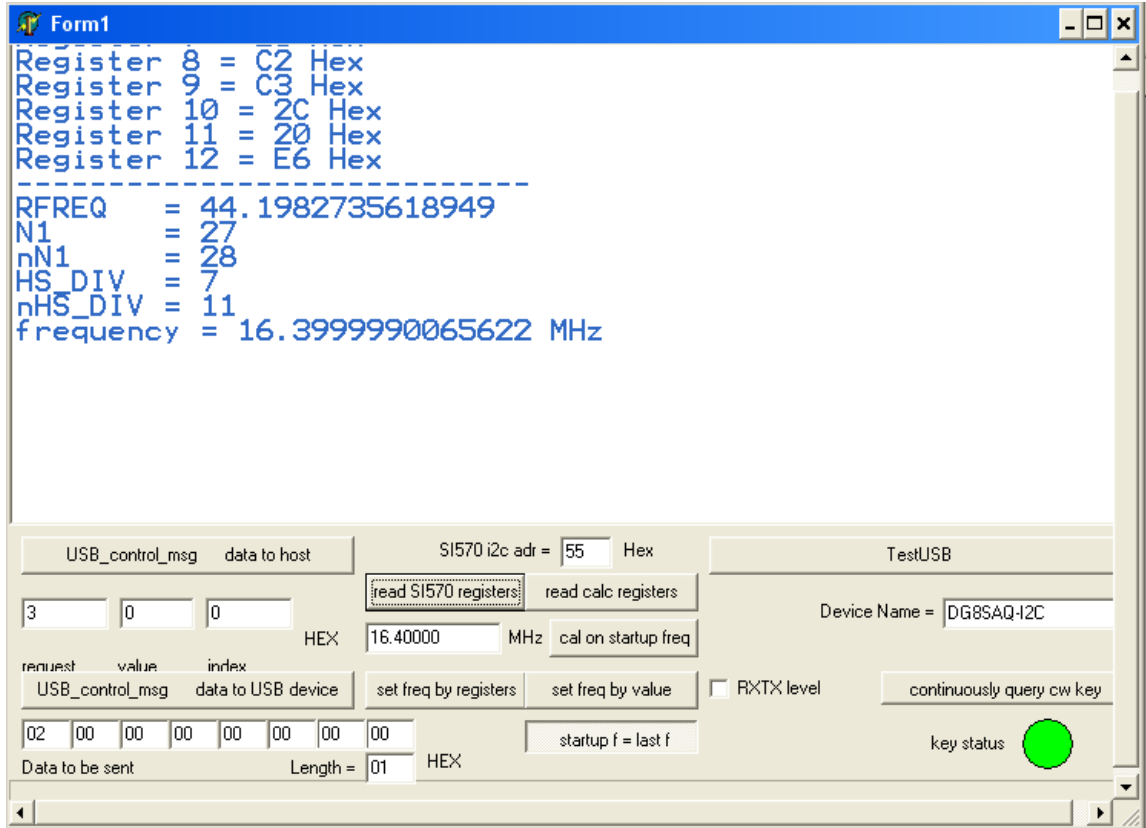 Form1
Register 8 = C2 Hex
Register 9 = C3 Hex
Register 10 = 2C Hex
Register 11 = 20 Hex
Register 12 = E6 Hex
-----------------------------
RFREQ = 44.1982735618949
N1 = 27
nN1 = 28
HS_DIV = 7
nHS_DIV = 11
frequency = 16.3999990065622 MHz
USB_control_msg data to host
SI570 i2c adr = 55 Hex
TestUSB
read SI570 registers read calc registers
3 0 0 HEX
Device Name = DG8SAQ-I2C
16.40000 MHz cal on startup freq
request value index
USB_control_msg data to USB device
set freq by registers set freq by value
RXTX level
continuously query cw key
02 00 00 00 00 00 00 00
startup f = last f
key status
Data to be sent Length = 01 HEX